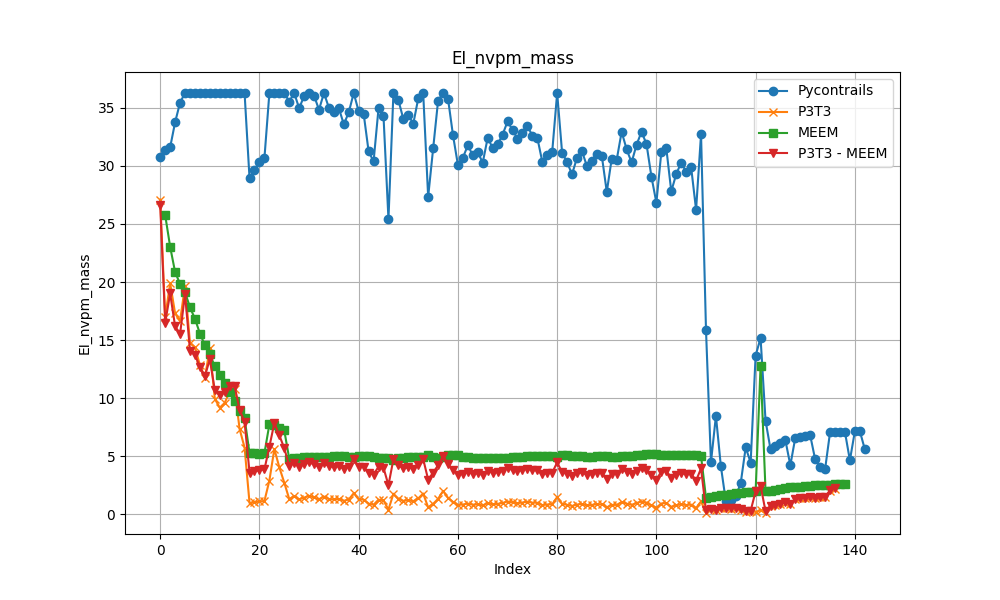 EI_nvpm_mass
Pycontrails
P3T3
MEEM
P3T3 - MEEM
EI_nvpm_mass
35
30
25
20
15
10
5
0
0 20 40 60 80 100 120 140
Index